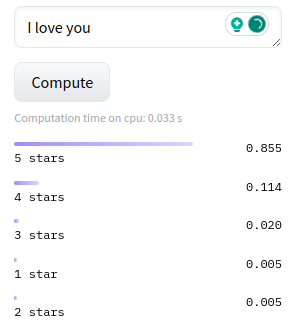 I love you
Compute
Computation time on cpu: 0.033 s
0.855
5 stars
0.114
4 stars
0.020
3 stars
0.005
1 star
0.005
2 stars